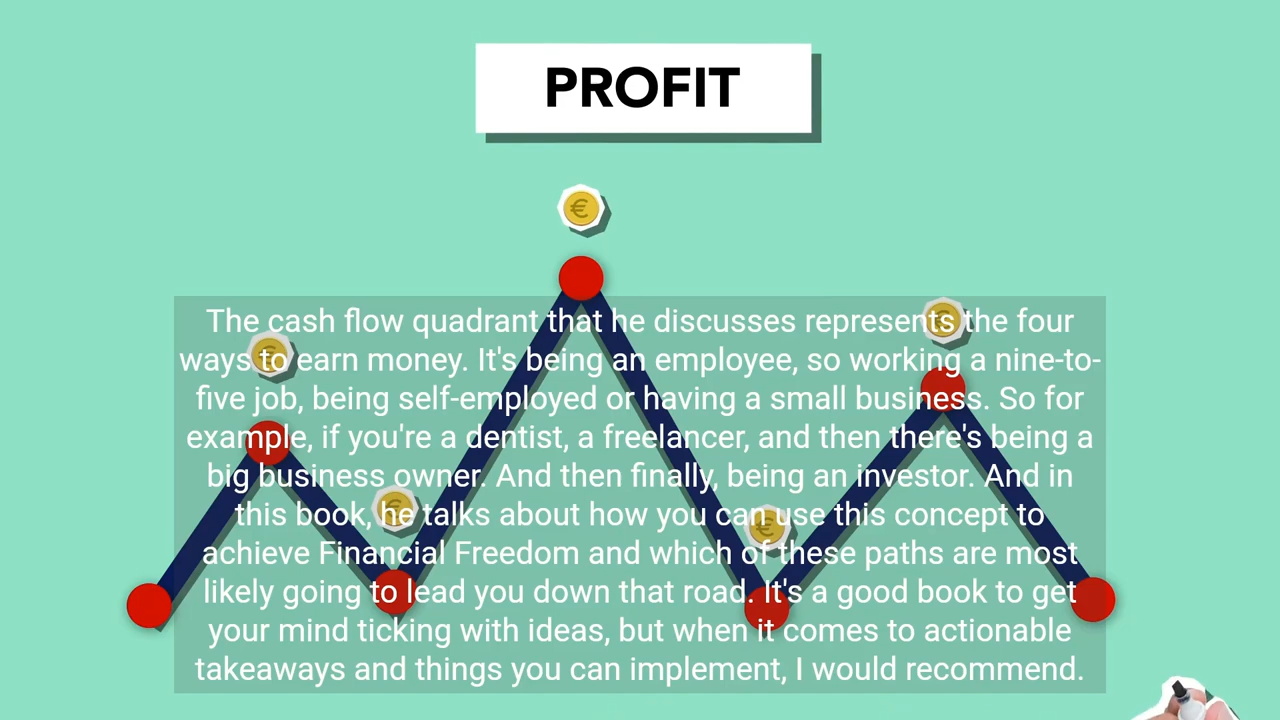 PROFIT
€
The cash flow quadrant that he discusses represents the four
ways to earn money. It's being an employee, so working a nine-to-
five job, being self-employed or having a small business. So for
example, if you're a dentist, a freelancer, and then there's being a
big business owner. And then finally, being an investor. And in
this book, he talks about how you can use this concept to
achieve Financial Freedom and which of these paths are most
likely going to lead you down that road. It's a good book to get
your mind ticking with ideas, but when it comes to actionable
takeaways and things you can implement, I would recommend.